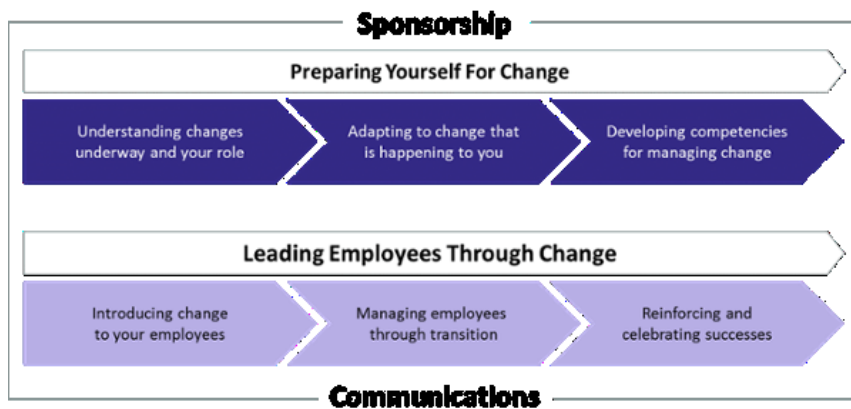 Sponsorship
Preparing Yourself For Change
Understanding changes
underway and your role
Adapting to change that
is happening to you
Developing competencies
for managing change
Leading Employees Through Change
Introducing change
to your employees
Managing employees
through transition
Reinforcing and
celebrating successes
Communications